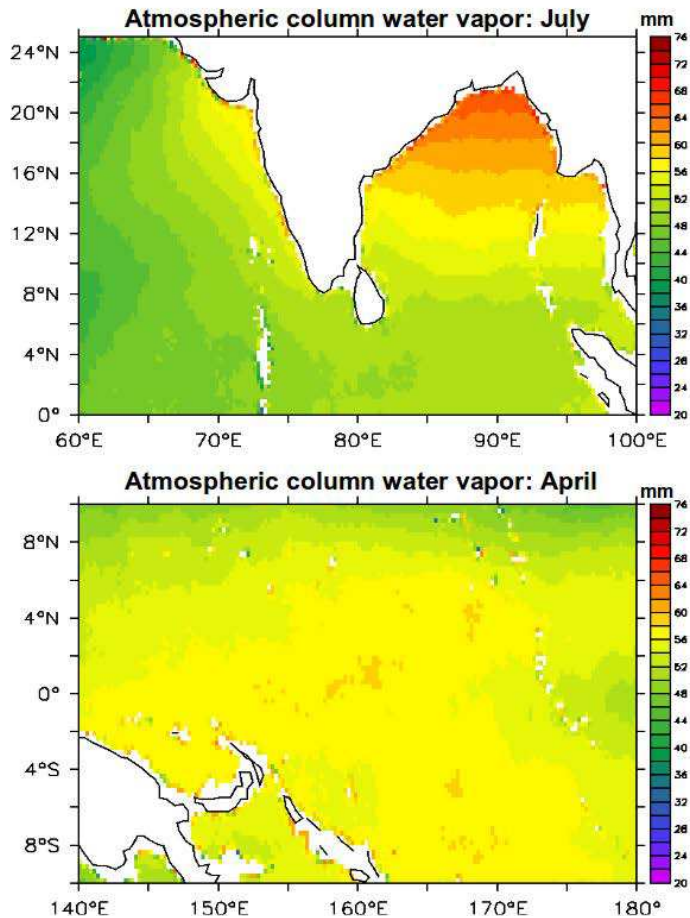 Atmospheric column water vapor: July
mm
24°N
20°N
16°N
12°N
8°N
4°N
0°
60°E 70°E 80°E 90°E 100°E
76
72
68
64
60
56
52
48
44
40
36
32
28
24
20
Atmospheric column water vapor: April
mm
8°N
4°N
0°
4°S
8°S
140°E 150°E 160°E 170°E 180°
76
72
68
64
60
56
52
48
44
40
36
32
28
24
20